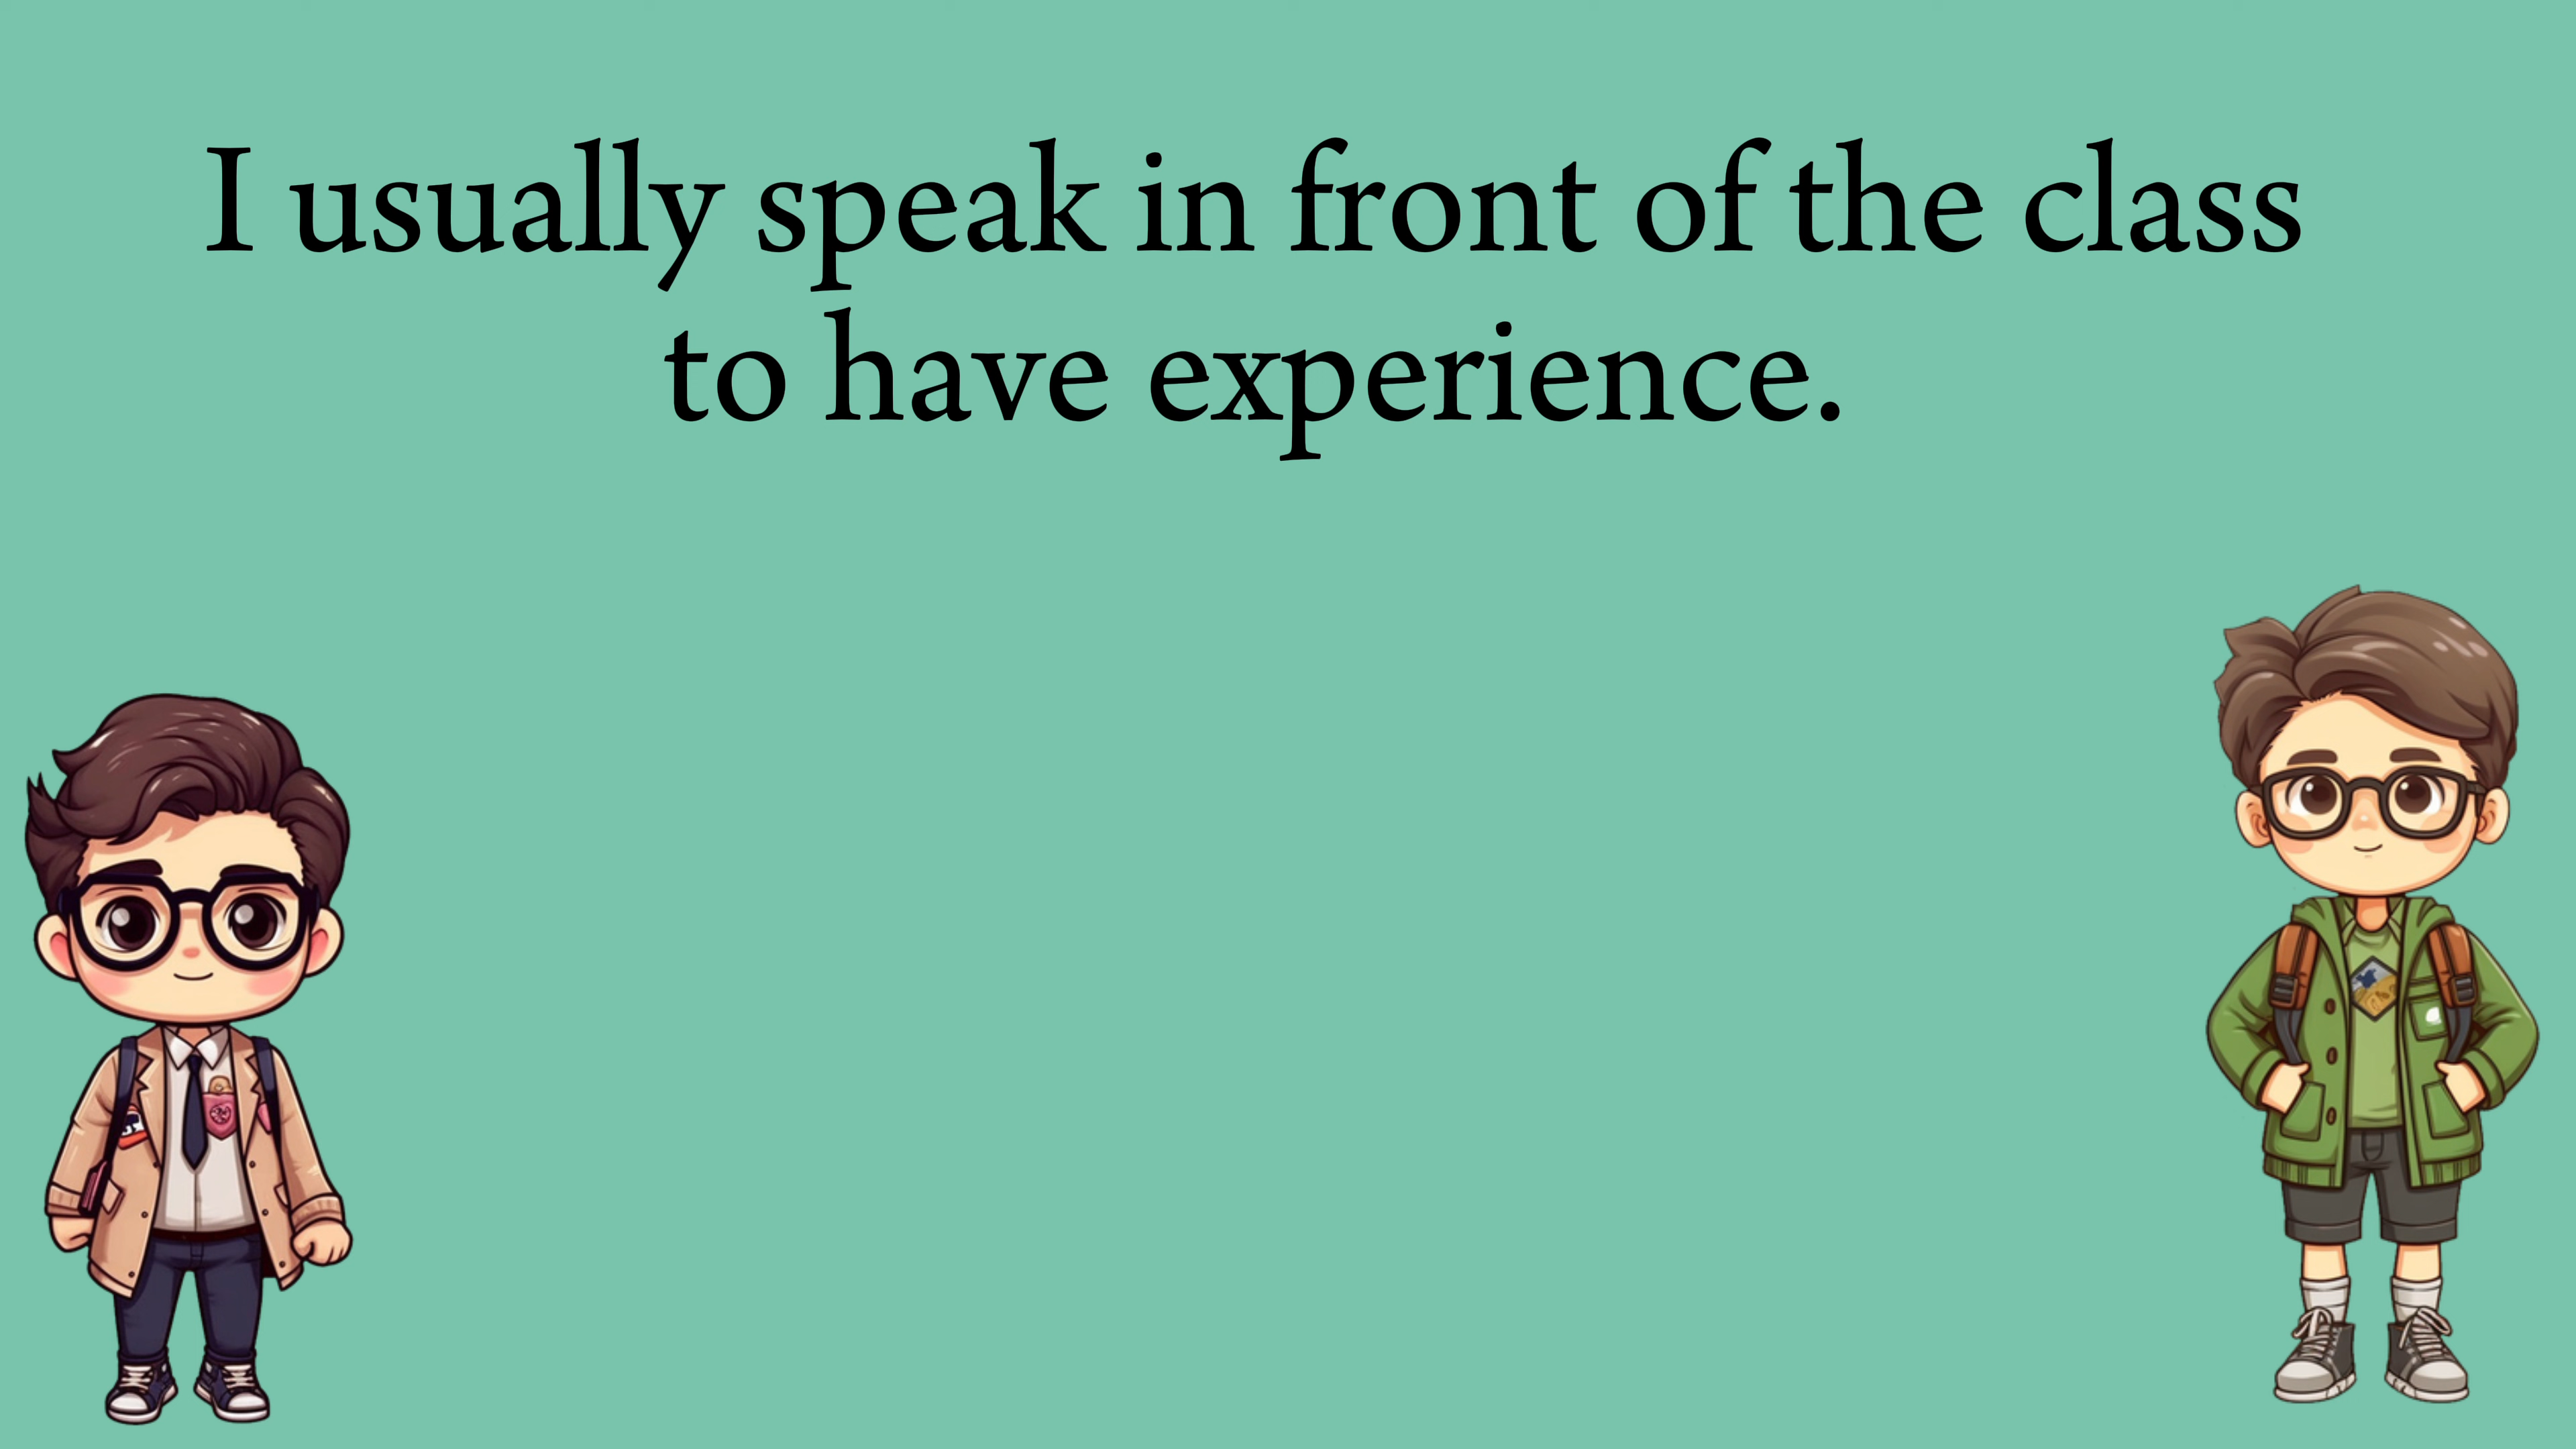 I usually speak in front of the class
to have experience.